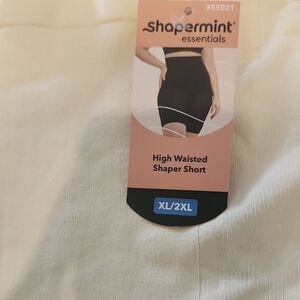 #55021
shapermint
essentials
High Waisted
Shaper Short
XL/2XL